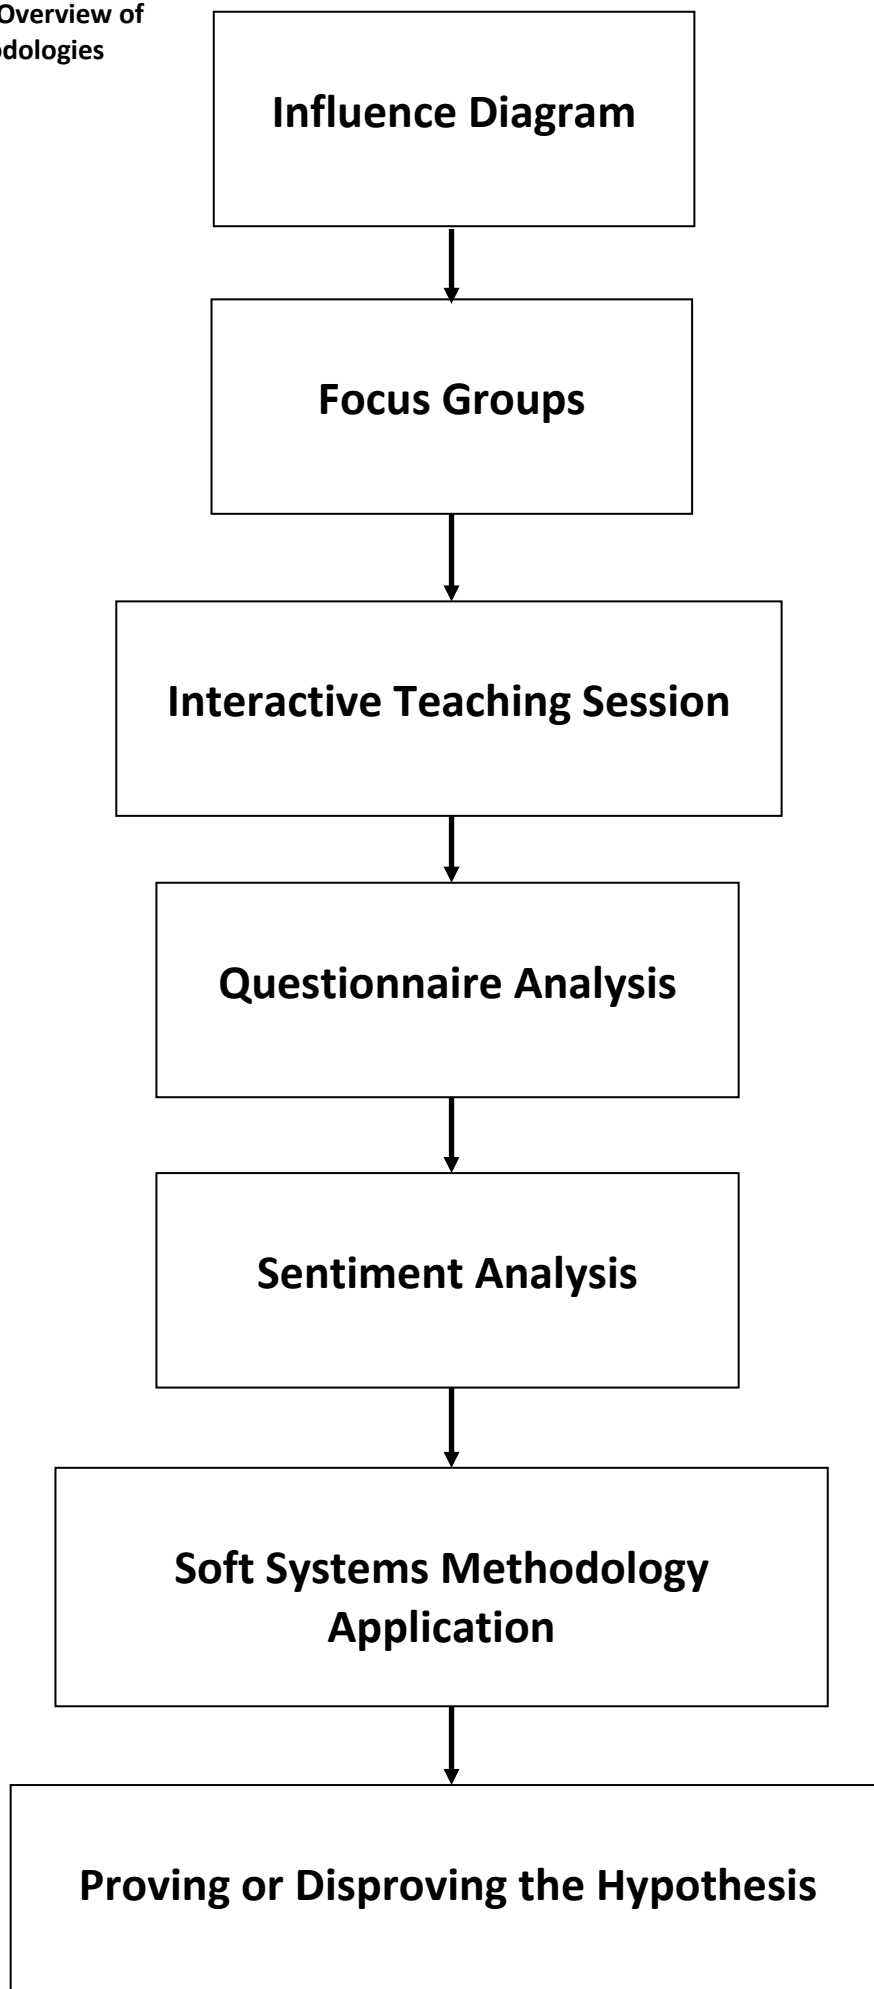 Overview of
odologies
Influence Diagram
Focus Groups
Interactive Teaching Session
Questionnaire Analysis
Sentiment Analysis
Soft Systems Methodology
Application
Proving or Disproving the Hypothesis